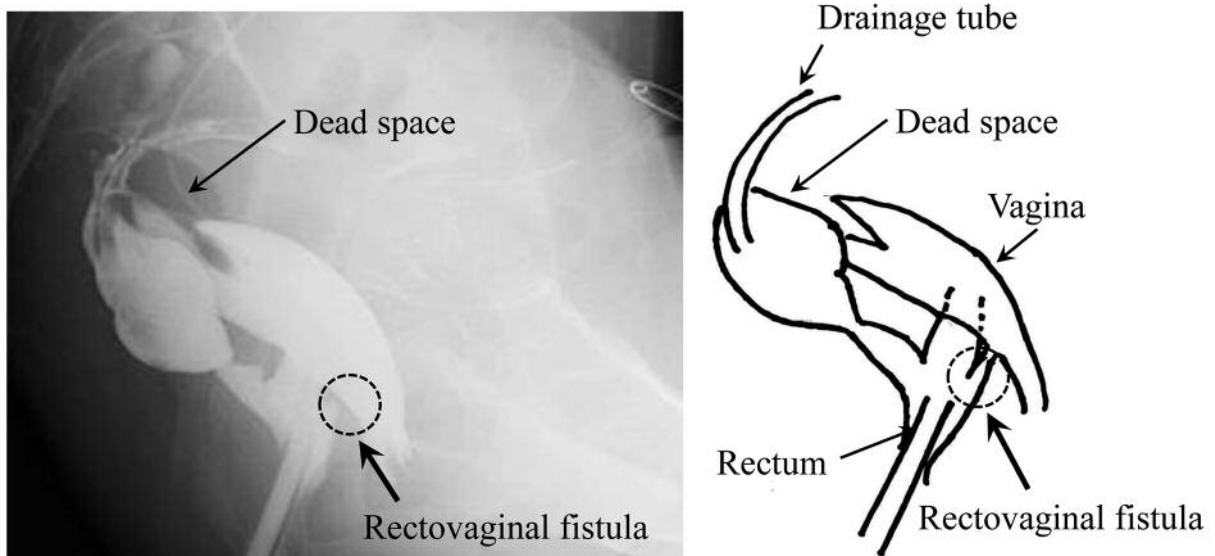 Dead space
Rectovaginal fistula
Drainage tube
Dead space
Vagina
Rectum
Rectovaginal fistula